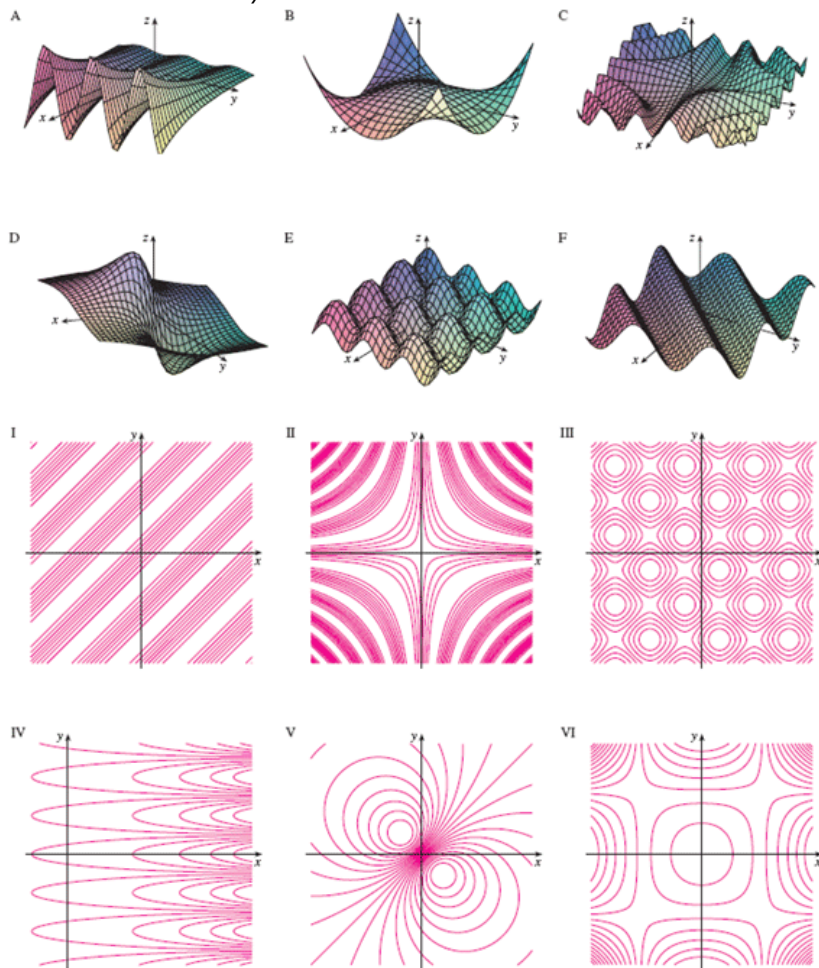 A z x y
B z x y
C z x y
D z x y
E z x y
F z x y
I y x
II y x
III y x
IV y x
V y x
VI y x